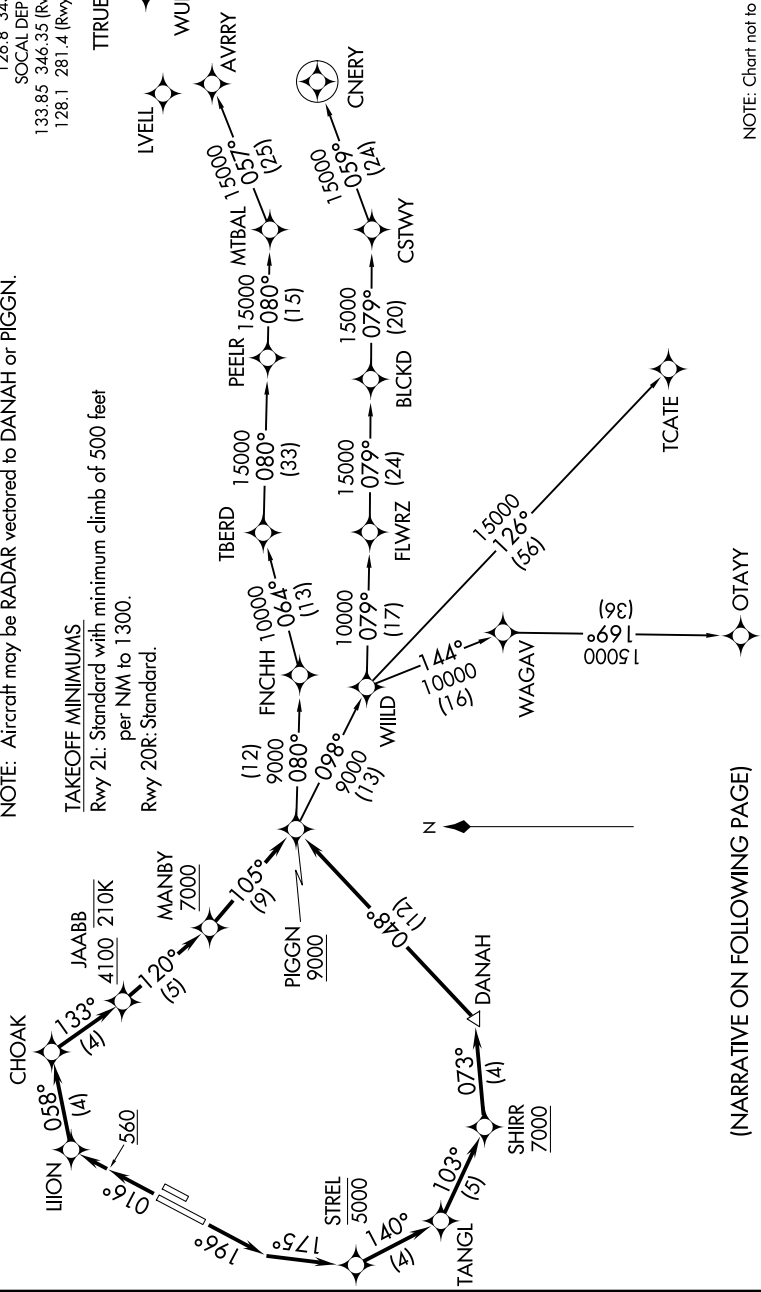 126.8 34
SOCAL DEP
133.85 346.35 (Rw
128.1 281.4 (Rwy
TTRUE
WUI
NOTE: Aircraft may be RADAR vectored to DANAH or PIGGN.
TAKEOFF MINIMUMS
Rwy 2L: Standard with minimum climb of 500 feet
per NM to 1300.
Rwy 20R: Standard.
LVELL
AVRRY
15000
057°
(25)
MTBAL
15000
080°
(15)
PEELR
15000
080°
(33)
TBERD
10000
064°
(13)
FNCHH
(12)
9000
080°
CNERY
15000
059°
(24)
CSTWY
15000
079°
(20)
BLCKD
15000
079°
(24)
FLWRZ
10000
079°
(17)
WIILD
098°
9000
(13)
15000
126°
(56)
TCATE
144°
10000
(16)
WAGAV
(36)
169°
15000
OTAYY
CHOAK
133°
(4)
JAABB
4100 210K
120°
(5)
MANBY
7000
105°
(9)
PIGGN
9000
058°
(4)
LIION
560
016°
196°
175°
STREL
5000
140°
(4)
TANGL
103°
(5)
SHIRR
7000
073°
(4)
DANAH
048°
(12)
N
(NARRATIVE ON FOLLOWING PAGE)
NOTE: Chart not to